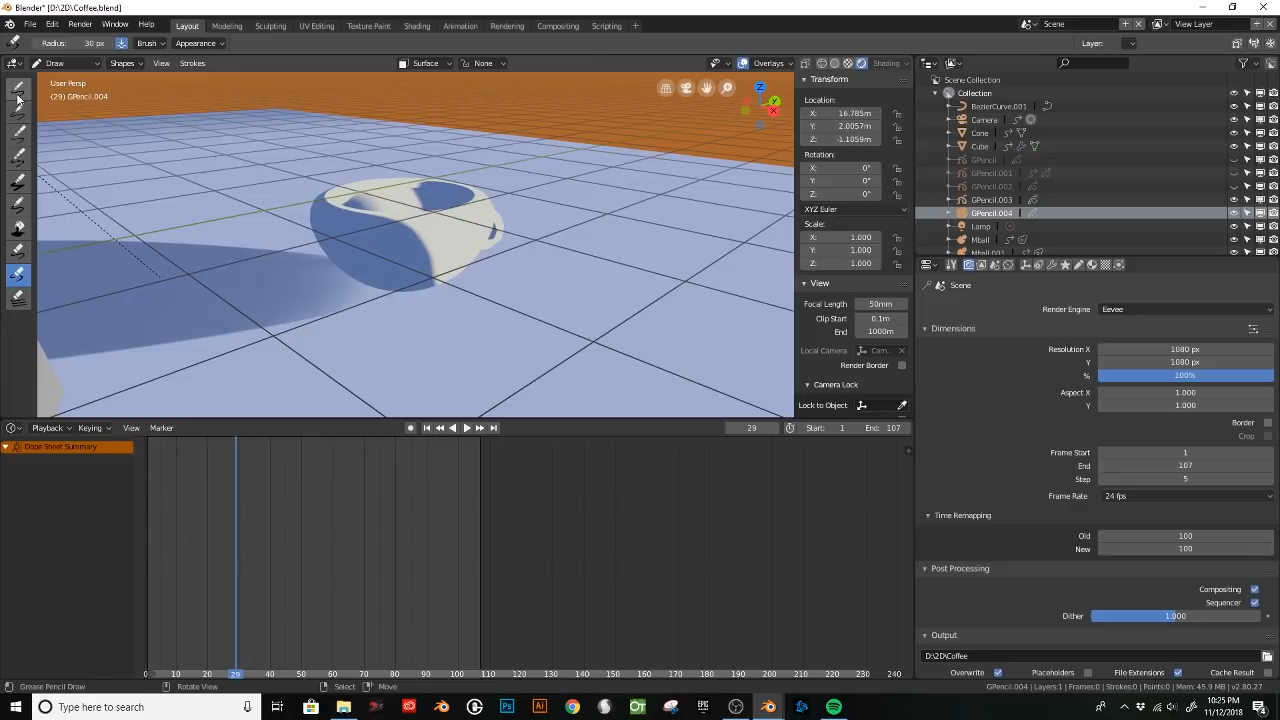 Blender* [D:\2D\Coffee.blend]
File Edit Render Window Help Layout Modeling Sculpting UV Editing Texture Paint Shading Animation Rendering Compositing Scripting + Scene View Layer
Radius: 30 px Brush Appearance Layer:
Draw Shapes View Strokes Surface None Overlays Shading
User Persp
(29) GPencil.004
Transform
Location:
X: 16.785m
Y: 2.0057m
Z: -1.1059m
Rotation:
X: 0°
Y: 0°
Z: 0°
XYZ Euler
Scale:
X: 1.000
Y: 1.000
Z: 1.000
View
Focal Length 50mm
Clip Start 0.1m
End 1000m
Local Camera Cam...
Render Border
Camera Lock
Lock to Object
Scene Collection
Collection
BezierCurve.001
Camera
Cone
Cube
GPencil
GPencil.001
GPencil.002
GPencil.003
GPencil.004
Lamp
Mball
Mball.001
Scene
Render Engine Eevee
Dimensions
Resolution X 1080 px
Y 1080 px
% 100%
Aspect X 1.000
Y 1.000
Border
Crop
Frame Start 1
End 107
Step 5
Frame Rate 24 fps
Time Remapping
Old 100
New 100
Post Processing
Compositing
Sequencer
Dither 1.000
Output
D:\2D\Coffee
Overwrite Placeholders File Extensions Cache Result
Playback Keying View Marker 29 Start: 1 End: 107
Dope Sheet Summary
0 10 20 29 40 50 60 70 80 90 100 110 120 130 140 150 160 170 180 190 200 210 220 230 240
Grease Pencil Draw Rotate View Select Move GPencil.004 | Layers:1 | Frames:0 | Strokes:0 | Points:0 | Mem: 45.9 MB | v2.80.27
Type here to search
10:25 PM
11/12/2018